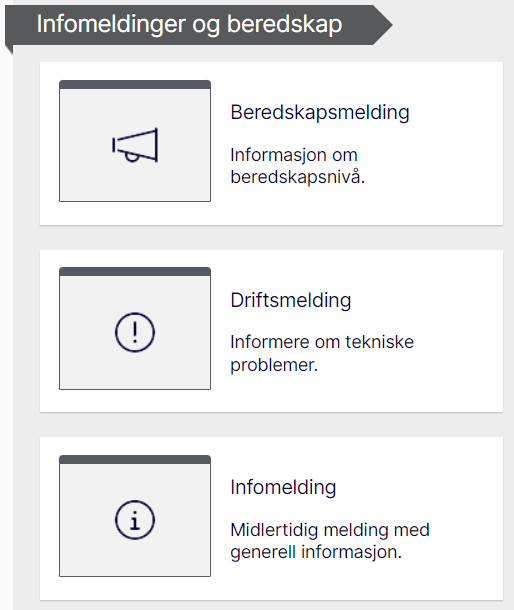 Infomeldinger og beredskap
Beredskapsmelding
Informasjon om
beredskapsnivå.
Driftsmelding
Informere om tekniske
problemer.
Infomelding
Midlertidig melding med
generell informasjon.